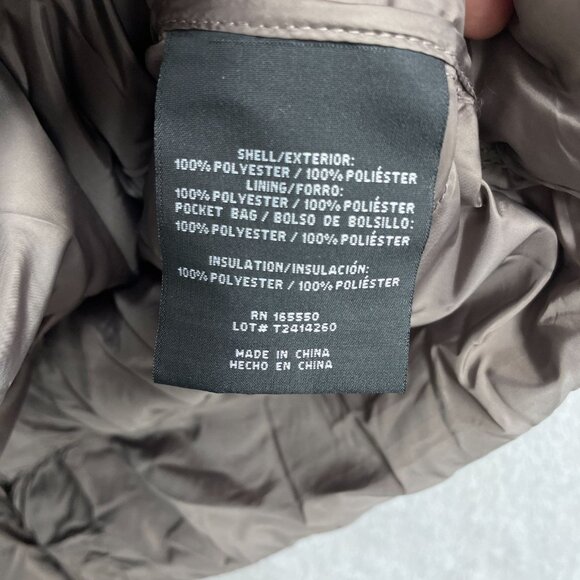 SHELL/EXTERIOR:
100% POLYESTER / 100% POLIÉSTER
LINING/FORRO:
100% POLYESTER / 100% POLIÉSTER
POCKET BAG / BOLSO DE BOLSILLO:
100% POLYESTER / 100% POLIÉSTER
INSULATION/INSULACIÓN:
100% POLYESTER / 100% POLIÉSTER
RN 165550
LOT# T2414260
MADE IN CHINA
HECHO EN CHINA